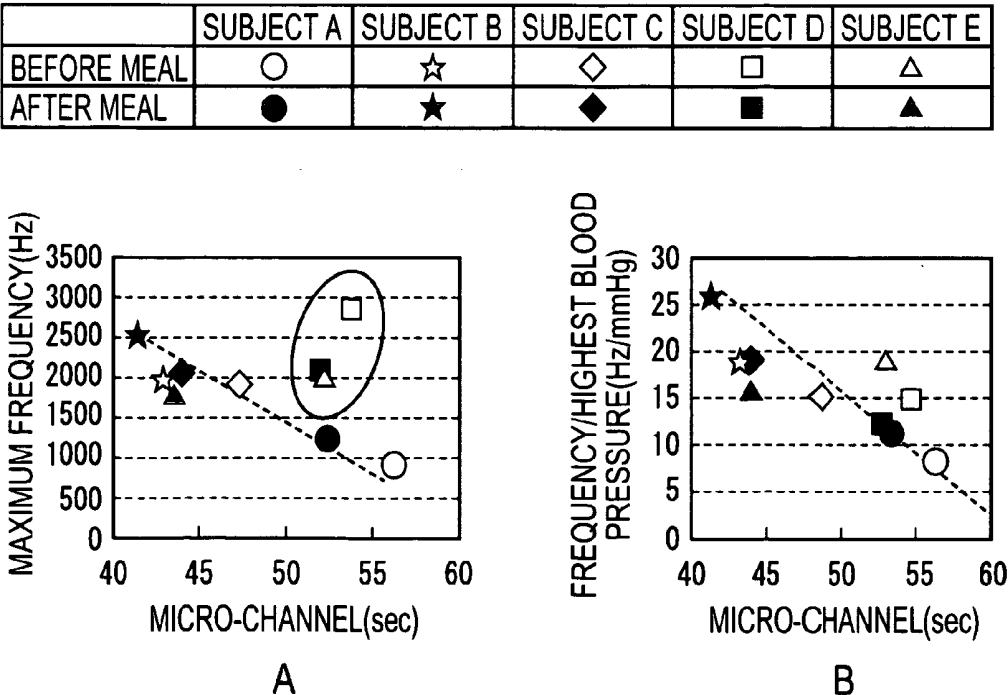 SUBJECT A SUBJECT B SUBJECT C SUBJECT D SUBJECT E
BEFORE MEAL
AFTER MEAL
MAXIMUM FREQUENCY(Hz)
3500
3000
2500
2000
1500
1000
500
0
40 45 50 55 60
MICRO-CHANNEL(sec)
A
FREQUENCY/HIGHEST BLOOD
PRESSURE(Hz/mmHg)
30
25
20
15
10
5
0
40 45 50 55 60
MICRO-CHANNEL(sec)
B